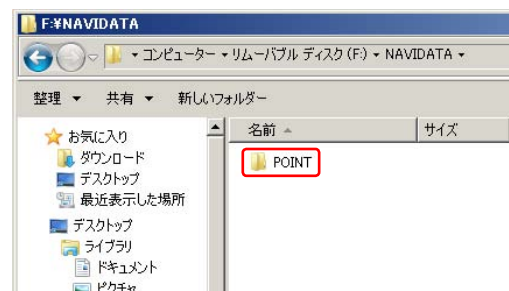 F:¥NAVIDATA
コンピューター ▾ リムーバブル ディスク (F:) ▾ NAVIDATA ▾
整理 ▼ 共有 ▼ 新しいフォルダー
お気に入り
ダウンロード
デスクトップ
最近表示した場所
デスクトップ
ライブラリ
ドキュメント
ピクチャ
名前 サイズ
POINT